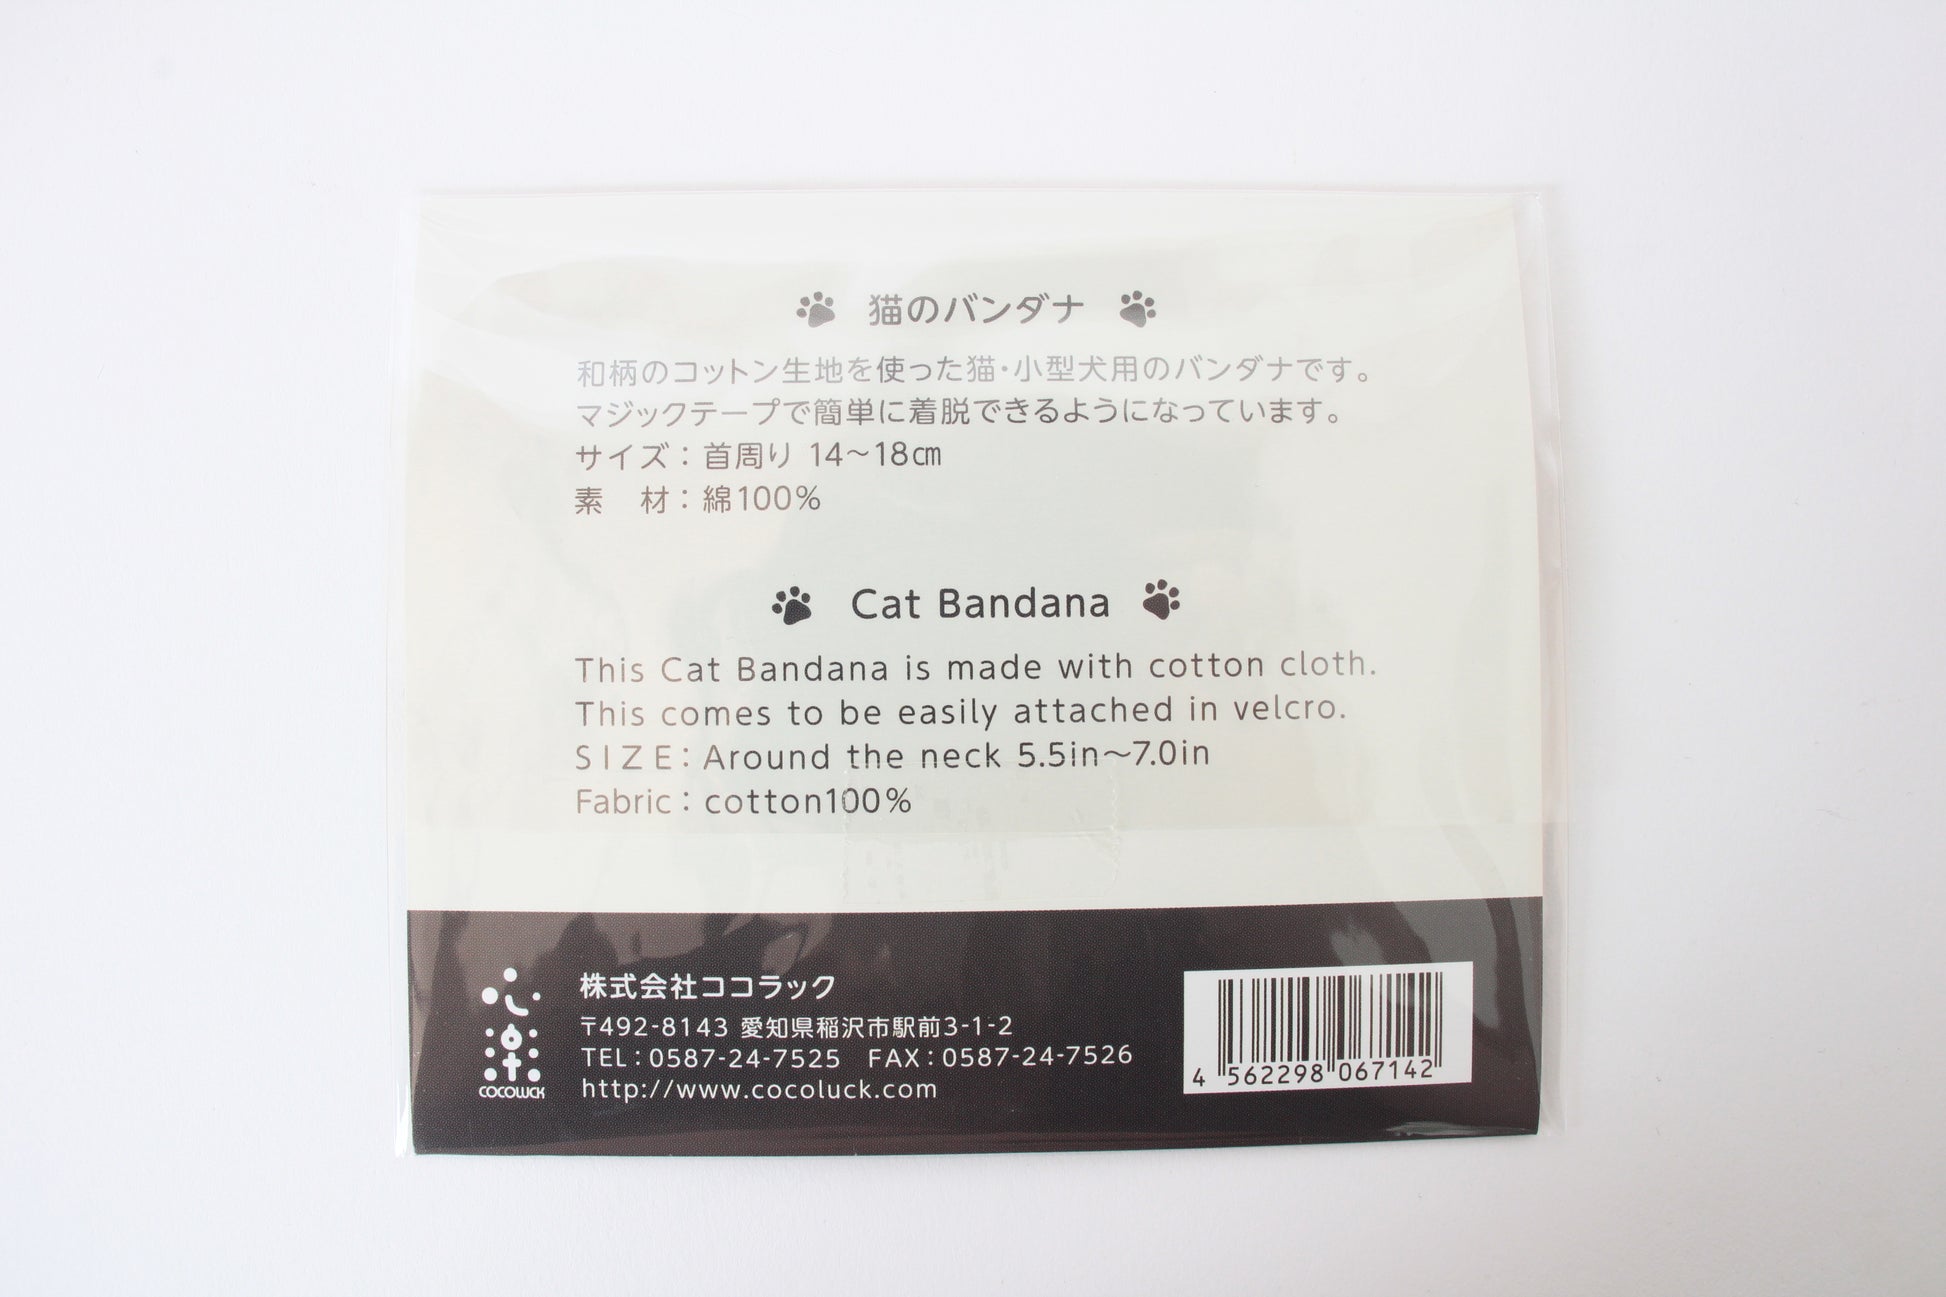 猫のバンダナ
和柄のコットン生地を使った猫・小型犬用のバンダナです。
マジックテープで簡単に着脱できるようになっています。
サイズ：首周り 14～18㎝
素　材：綿100%
Cat Bandana
This Cat Bandana is made with cotton cloth.
This comes to be easily attached in velcro.
SIZE：Around the neck 5.5in～7.0in
Fabric：cotton100%
心楽
COCOLUCK
株式会社ココラック
〒492-8143 愛知県稲沢市駅前3-1-2
TEL：0587-24-7525　FAX：0587-24-7526
http://www.cocoluck.com
4 562298 067142